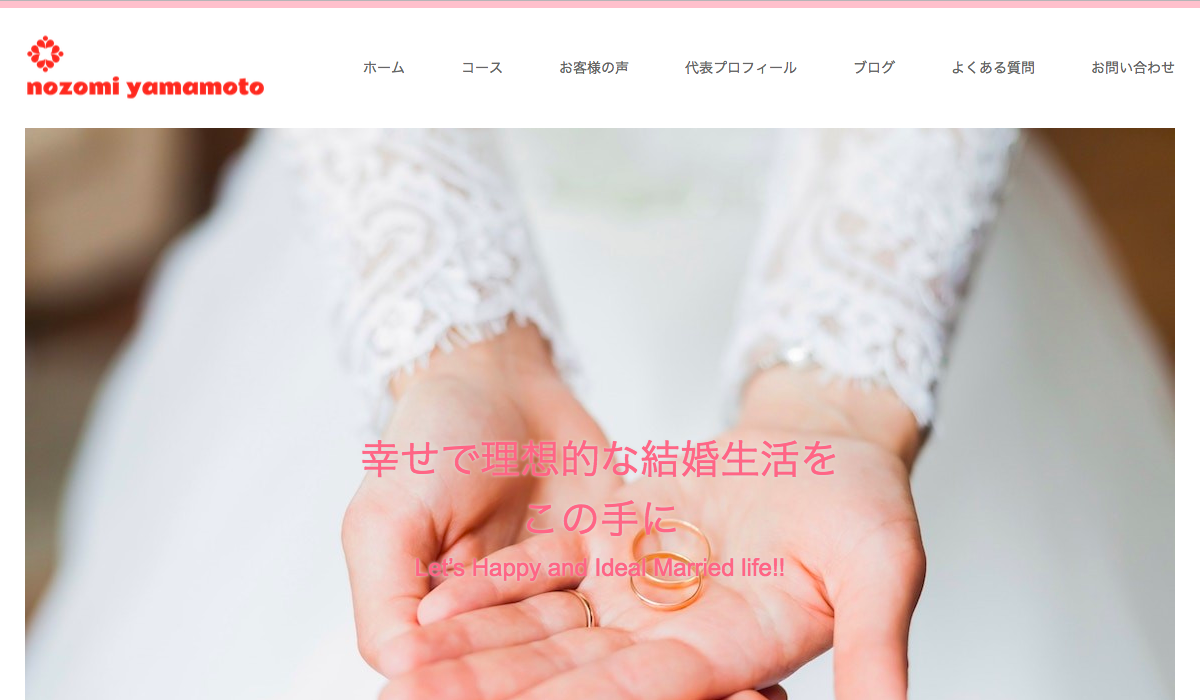 nozomi yamamoto
ホーム
コース
お客様の声
代表プロフィール
ブログ
よくある質問
お問い合わせ
幸せで理想的な結婚生活を
この手に
Let's Happy and Ideal Married life!!